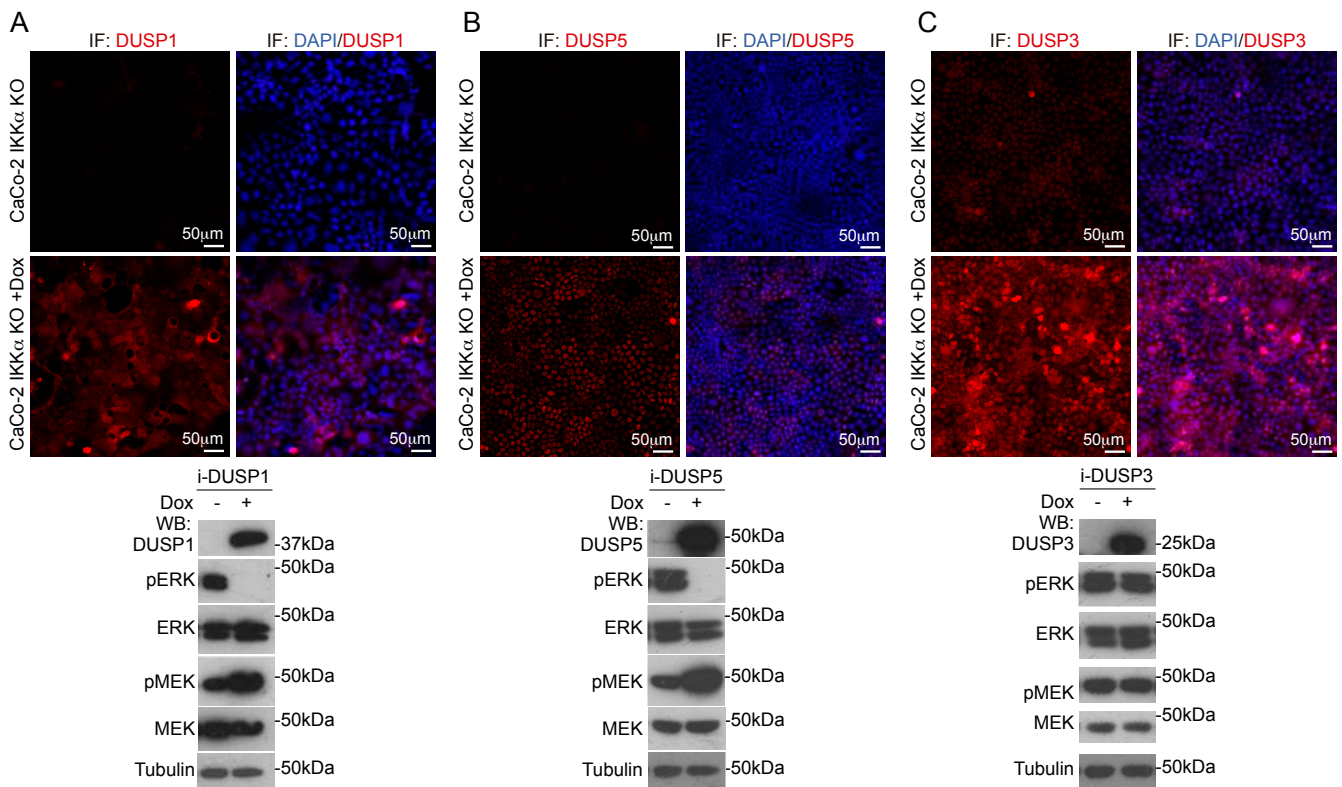 A
IF: DUSP1
IF: DAPI/DUSP1
CaCo-2 IKKα KO
50μm
50μm
CaCo-2 IKKα KO +Dox
50μm
50μm
i-DUSP1
Dox - +
WB:
DUSP1
-37kDa
-50kDa
pERK
-50kDa
ERK
-50kDa
pMEK
-50kDa
MEK
Tubulin
-50kDa
B
IF: DUSP5
IF: DAPI/DUSP5
CaCo-2 IKKα KO
50μm
50μm
CaCo-2 IKKα KO +Dox
50μm
50μm
i-DUSP5
Dox - +
WB:
DUSP5
-50kDa
-50kDa
pERK
-50kDa
ERK
-50kDa
pMEK
-50kDa
MEK
Tubulin
-50kDa
C
IF: DUSP3
IF: DAPI/DUSP3
CaCo-2 IKKα KO
50μm
50μm
CaCo-2 IKKα KO +Dox
50μm
50μm
i-DUSP3
Dox - +
WB:
DUSP3
-25kDa
-50kDa
pERK
-50kDa
ERK
-50kDa
pMEK
-50kDa
MEK
Tubulin
-50kDa